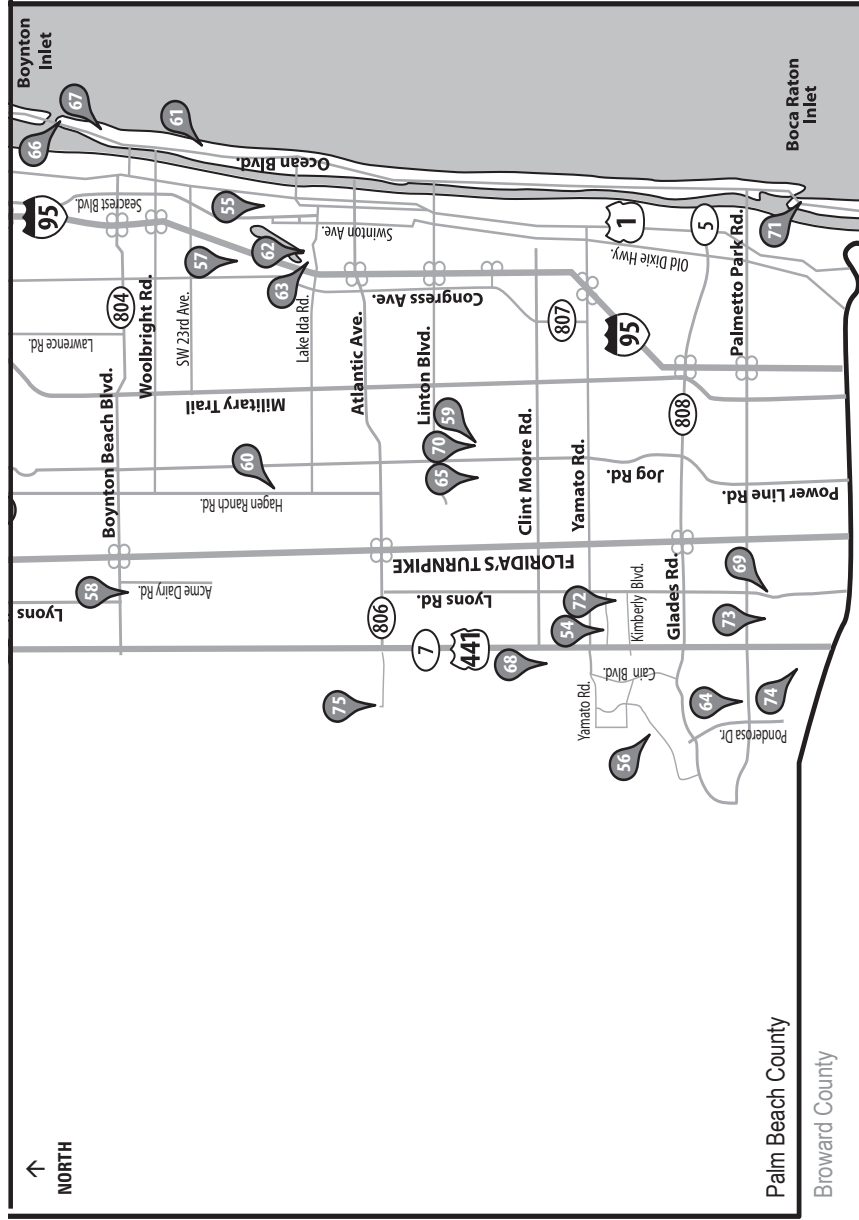 Boynton
Inlet
67
66
61
Ocean Blvd.
Seacrest Blvd.
95
55
Swinton Ave.
62
57
63
Boca Raton
Inlet
1
5
Old Dixie Hwy.
71
Palmetto Park Rd.
804
Woolbright Rd.
SW 23rd Ave.
Lake Ida Rd.
Congress Ave.
807
95
Lawrence Rd.
Military Trail
Atlantic Ave.
Linton Blvd.
808
Boynton Beach Blvd.
60
Hagen Ranch Rd.
59
70
65
Clint Moore Rd.
Yamato Rd.
Jog Rd.
Power Line Rd.
FLORIDA'S TURNPIKE
Lyons
58
Acme Dairy Rd.
806
Lyons Rd.
72
54
Kimberly Blvd.
Glades Rd.
69
73
7
441
68
75
Yamato Rd.
Cain Blvd.
56
64
74
Ponderosa Dr.
↑
NORTH
Palm Beach County
Broward County